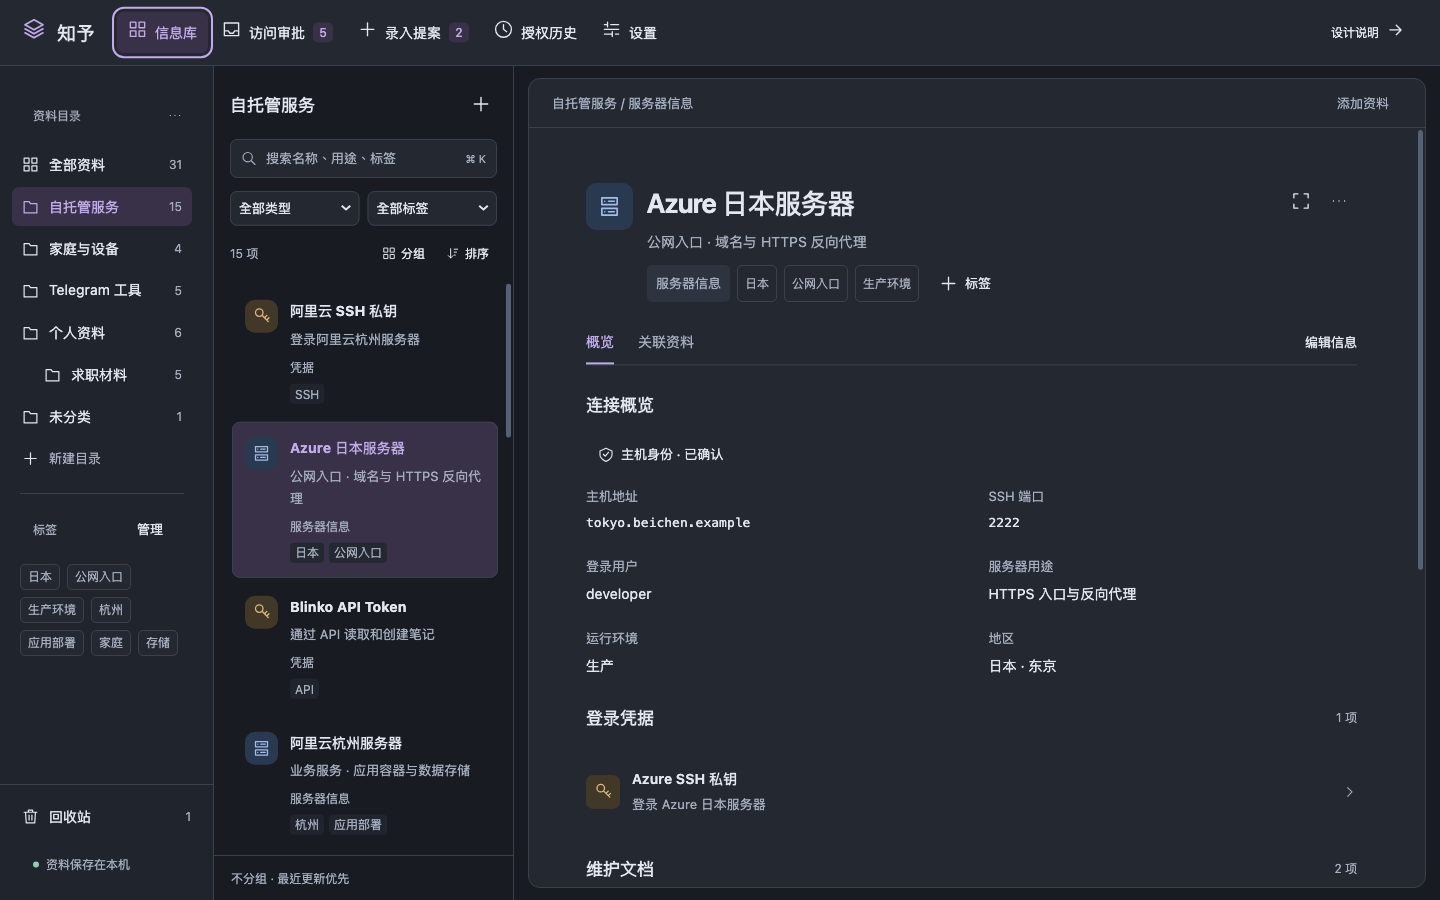 知予
信息库
访问审批 5
录入提案 2
授权历史
设置
设计说明
资料目录
全部资料 31
自托管服务 15
家庭与设备 4
Telegram 工具 5
个人资料 6
求职材料 5
未分类 1
新建目录
标签 管理
日本 公网入口
生产环境 杭州
应用部署 家庭 存储
回收站 1
资料保存在本机
自托管服务
搜索名称、用途、标签 ⌘ K
全部类型 全部标签
15 项 分组 排序
阿里云 SSH 私钥
登录阿里云杭州服务器
凭据
SSH
Azure 日本服务器
公网入口 · 域名与 HTTPS 反向代
理
服务器信息
日本 公网入口
Blinko API Token
通过 API 读取和创建笔记
凭据
API
阿里云杭州服务器
业务服务 · 应用容器与数据存储
服务器信息
杭州 应用部署
不分组 · 最近更新优先
自托管服务 / 服务器信息 添加资料
Azure 日本服务器
公网入口 · 域名与 HTTPS 反向代理
服务器信息 日本 公网入口 生产环境 标签
概览 关联资料 编辑信息
连接概览
主机身份 · 已确认
主机地址 SSH 端口
tokyo.beichen.example 2222
登录用户 服务器用途
developer HTTPS 入口与反向代理
运行环境 地区
生产 日本 · 东京
登录凭据 1 项
Azure SSH 私钥
登录 Azure 日本服务器
维护文档 2 项